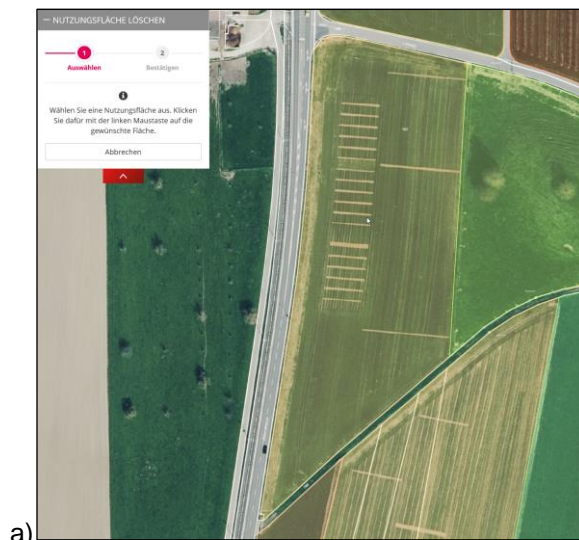 NUTZUNGSFLÄCHE LÖSCHEN
1
2
Auswählen
Bestätigen
Wählen Sie eine Nutzungsfläche aus. Klicken
Sie dafür mit der linken Maustaste auf die
gewünschte Fläche.
Abbrechen
a)